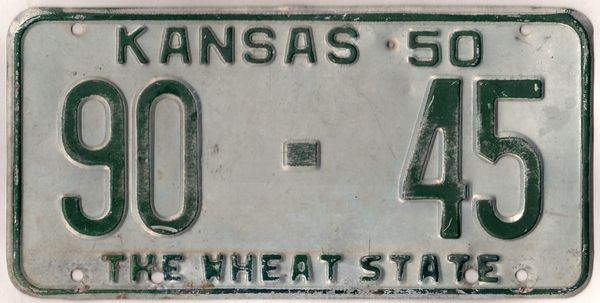 KANSAS 50
90 - 45
THE WHEAT STATE